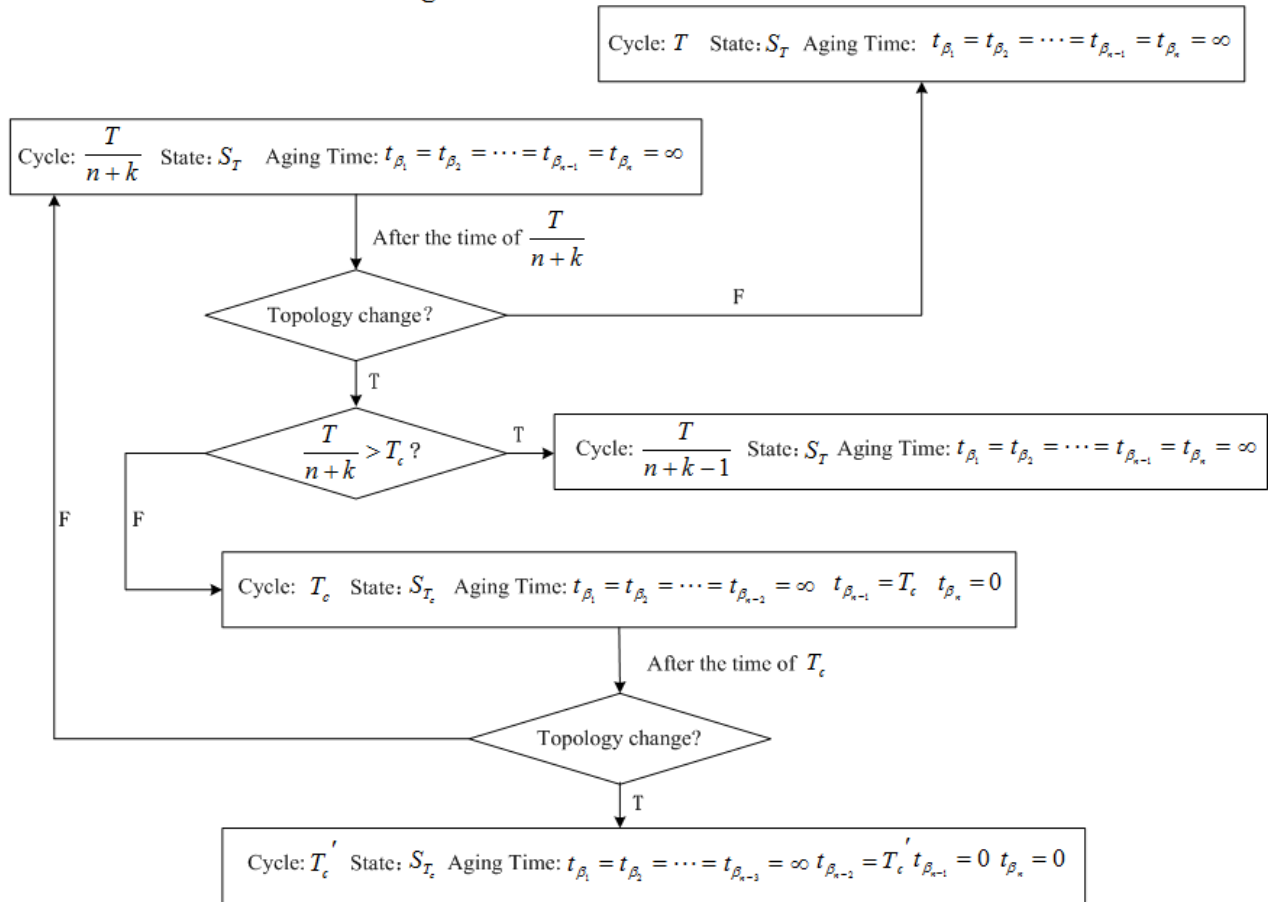 Cycle: T State: S_T Aging Time: t_{β_1} = t_{β_2} = ⋯ = t_{β_{n-1}} = t_{β_n} = ∞
Cycle: \frac{T}{n+k} State: S_T Aging Time: t_{β_1} = t_{β_2} = ⋯ = t_{β_{n-1}} = t_{β_n} = ∞
After the time of \frac{T}{n+k}
Topology change?
F
T
\frac{T}{n+k} > T_c ?
T
Cycle: \frac{T}{n+k-1} State: S_T Aging Time: t_{β_1} = t_{β_2} = ⋯ = t_{β_{n-1}} = t_{β_n} = ∞
F
F
Cycle: T_c State: S_{T_c} Aging Time: t_{β_1} = t_{β_2} = ⋯ = t_{β_{n-2}} = ∞ t_{β_{n-1}} = T_c t_{β_n} = 0
After the time of T_c
Topology change?
T
Cycle: T_c' State: S_{T_c} Aging Time: t_{β_1} = t_{β_2} = ⋯ = t_{β_{n-3}} = ∞ t_{β_{n-2}} = T_c' t_{β_{n-1}} = 0 t_{β_n} = 0